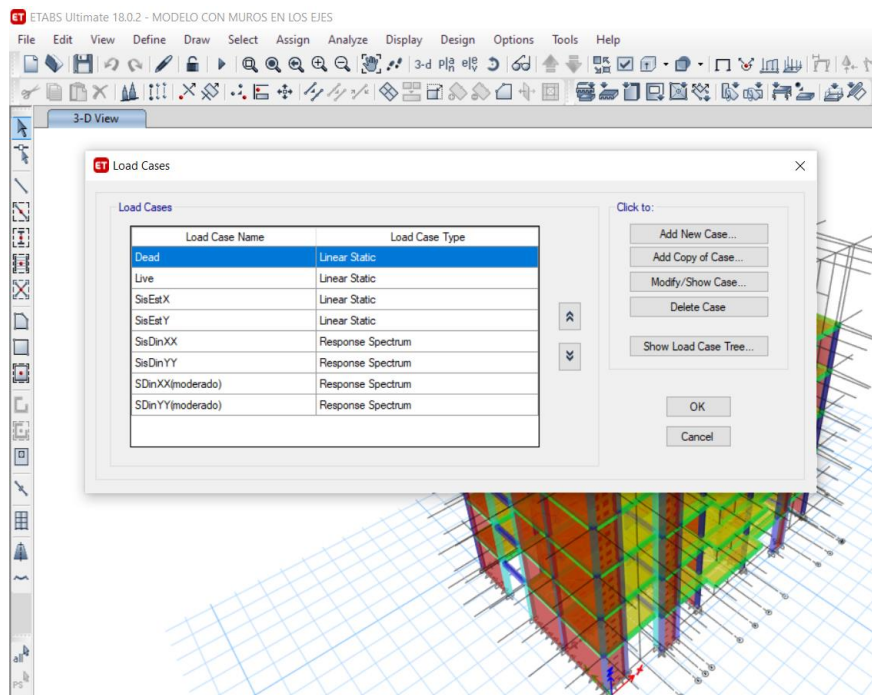 ET ETABS Ultimate 18.0.2 - MODELO CON MUROS EN LOS EJES
File Edit View Define Draw Select Assign Analyze Display Design Options Tools Help
3-d
3-D View
ET Load Cases
Load Cases
Click to:
Load Case Name Load Case Type
Add New Case...
Dead Linear Static
Add Copy of Case...
Live Linear Static
Modify/Show Case...
SisEstX Linear Static
Delete Case
SisEstY Linear Static
SisDinXX Response Spectrum
Show Load Case Tree...
SisDinYY Response Spectrum
SDinXX(moderado) Response Spectrum
SDinYY(moderado) Response Spectrum
OK
Cancel
all
ps